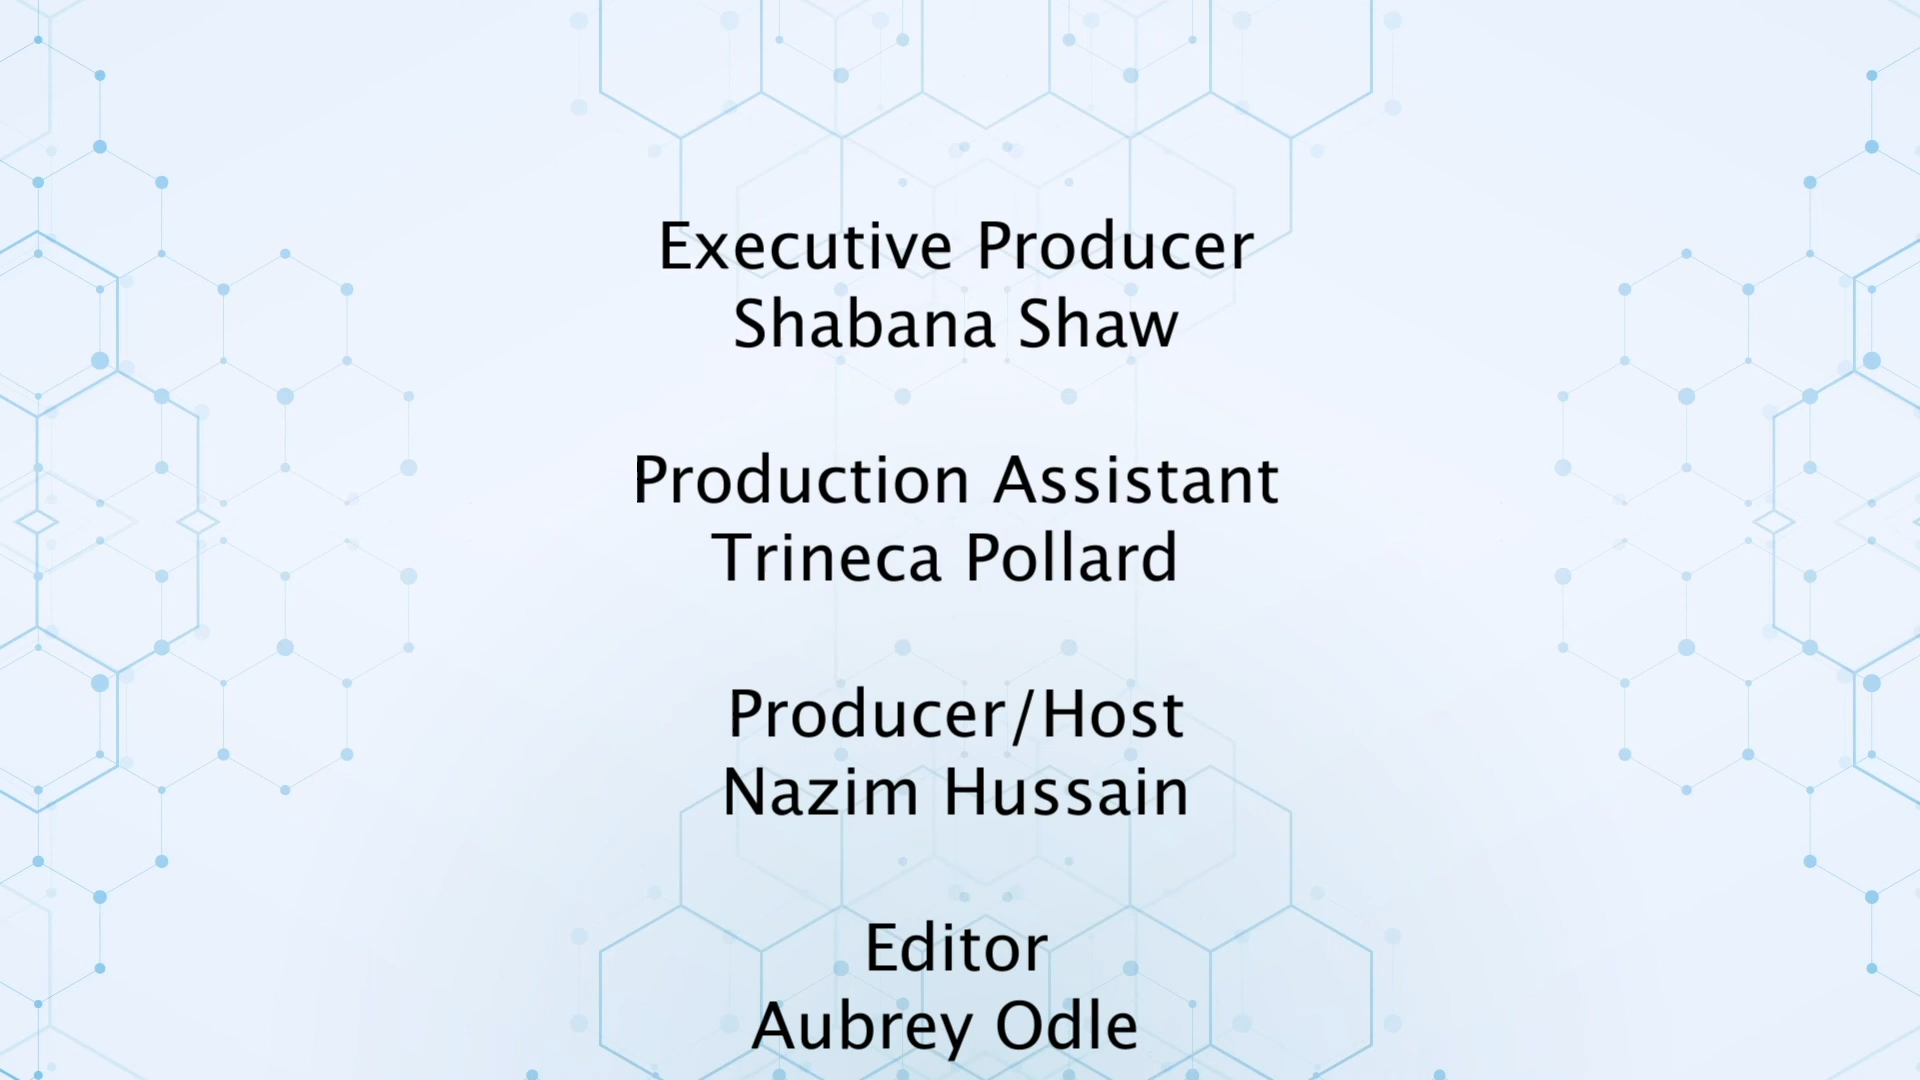 Executive Producer
Shabana Shaw
Production Assistant
Trineca Pollard
Producer/Host
Nazim Hussain
Editor
Aubrey Odle